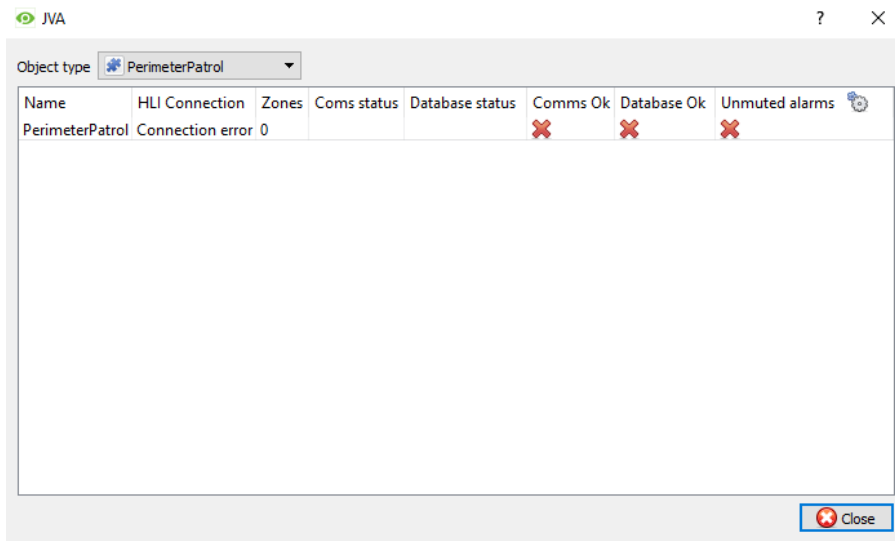 JVA
Object type PerimeterPatrol
Name HLI Connection Zones Coms status Database status Comms Ok Database Ok Unmuted alarms
PerimeterPatrol Connection error 0
Close